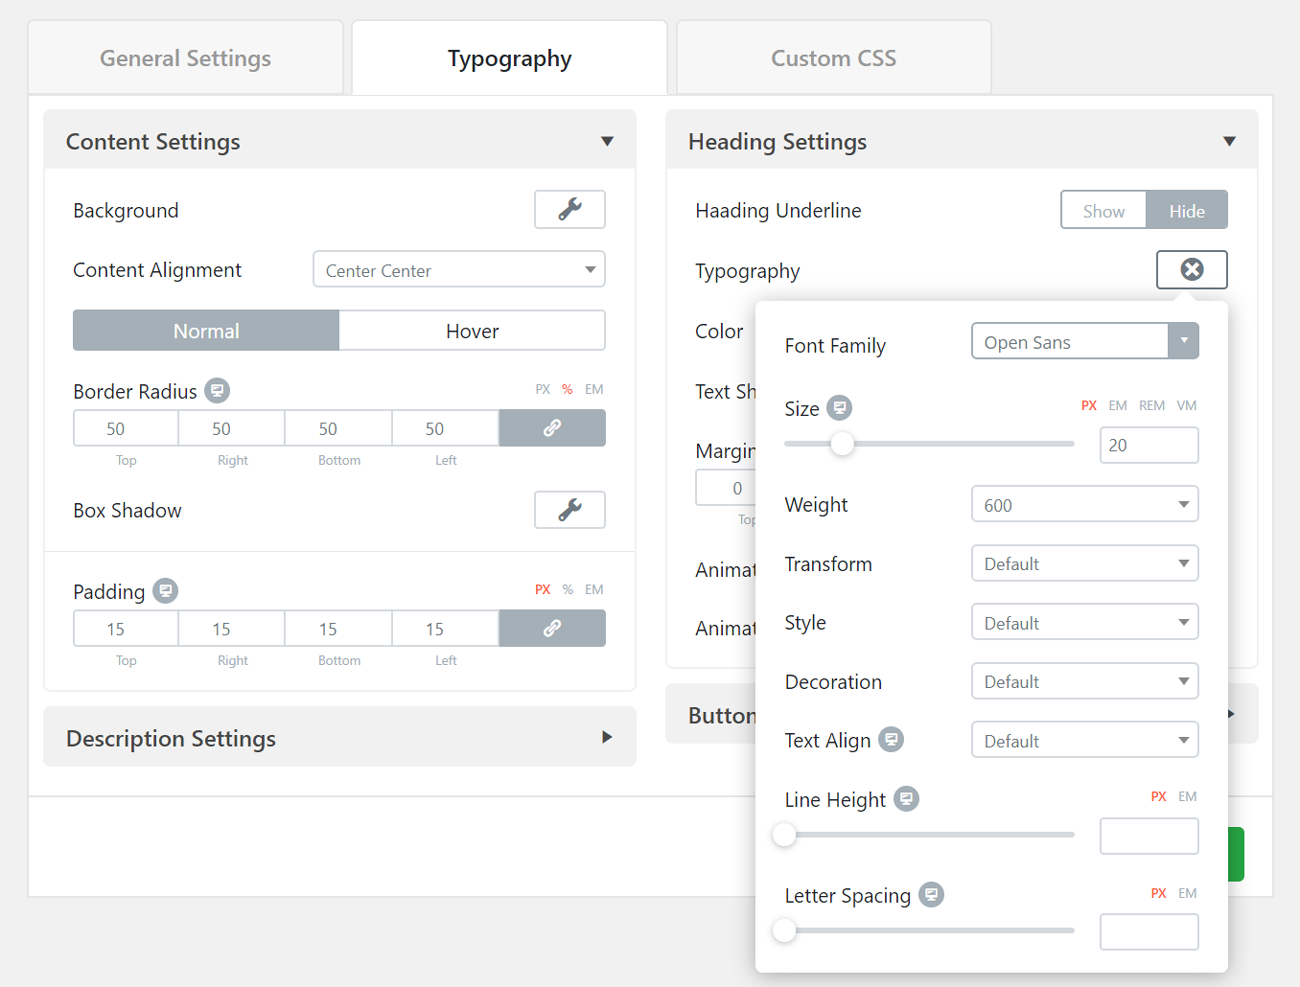 General Settings
Typography
Custom CSS
Content Settings
Background
Content Alignment
Center Center
Normal
Hover
Border Radius
PX % EM
50 50 50 50
Top Right Bottom Left
Box Shadow
Padding
PX % EM
15 15 15 15
Top Right Bottom Left
Description Settings
Heading Settings
Haading Underline
Show
Hide
Typography
Color
Text Sh
Margin
0
Top
Animat
Animat
Button
Font Family
Open Sans
Size
PX EM REM VM
20
Weight
600
Transform
Default
Style
Default
Decoration
Default
Text Align
Default
Line Height
PX EM
Letter Spacing
PX EM